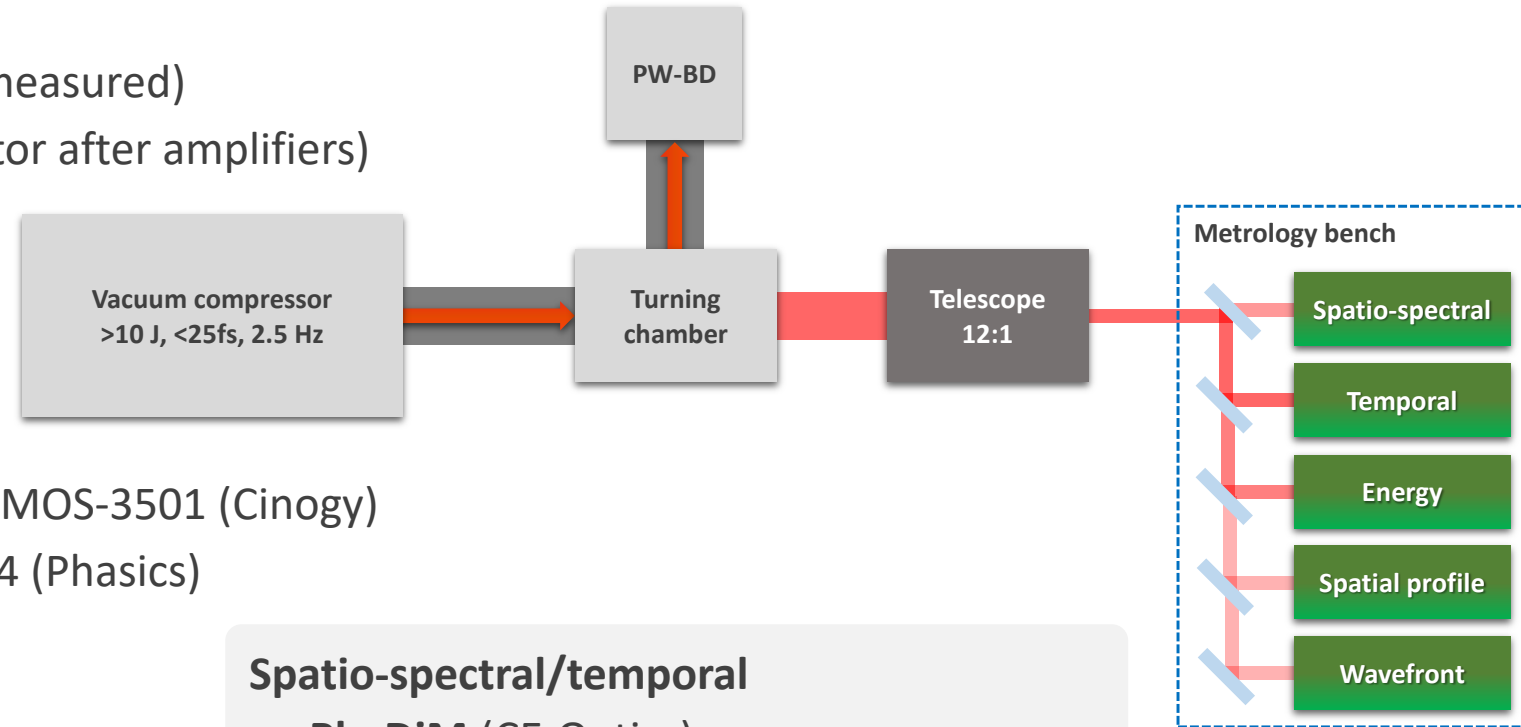 PW-BD
measured)
tor after amplifiers)
Metrology bench
Vacuum compressor
>10 J, <25fs, 2.5 Hz
Turning
chamber
Telescope
12:1
Spatio-spectral
Temporal
Energy
Spatial profile
Wavefront
MOS-3501 (Cinogy)
4 (Phasics)
Spatio-spectral/temporal